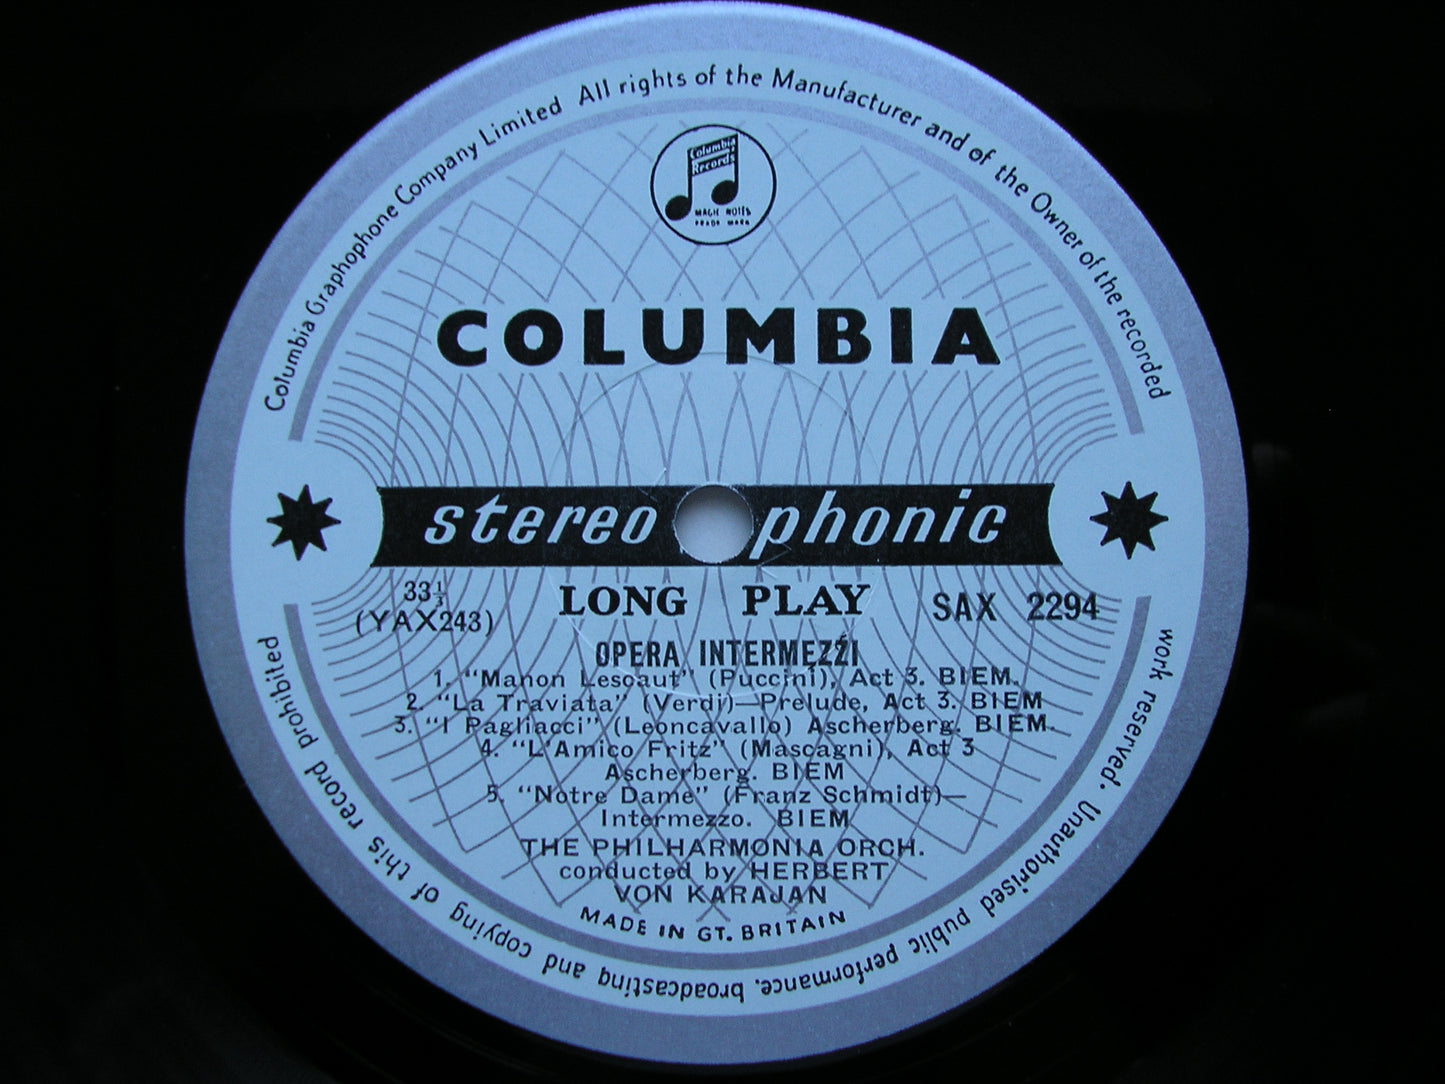 Columbia Graphophone Company Limited All rights of the Manufacturer and of the Owner of the recorded
work reserved. Unauthorised public performance, broadcasting and copying of this record prohibited
Columbia
Records
MAGIC NOTES
TRADE MARK
COLUMBIA
stereophonic
33⅓
(YAX243)
LONG PLAY
SAX 2294
OPERA INTERMEZZI
1. "Manon Lescaut" (Puccini), Act 3. BIEM.
2. "La Traviata" (Verdi)—Prelude, Act 3. BIEM
3. "I Pagliacci" (Leoncavallo) Ascherberg. BIEM.
4. "L'Amico Fritz" (Mascagni), Act 3
Ascherberg. BIEM
5. "Notre Dame" (Franz Schmidt)—
Intermezzo. BIEM
THE PHILHARMONIA ORCH.
conducted by HERBERT
VON KARAJAN
MADE IN GT. BRITAIN